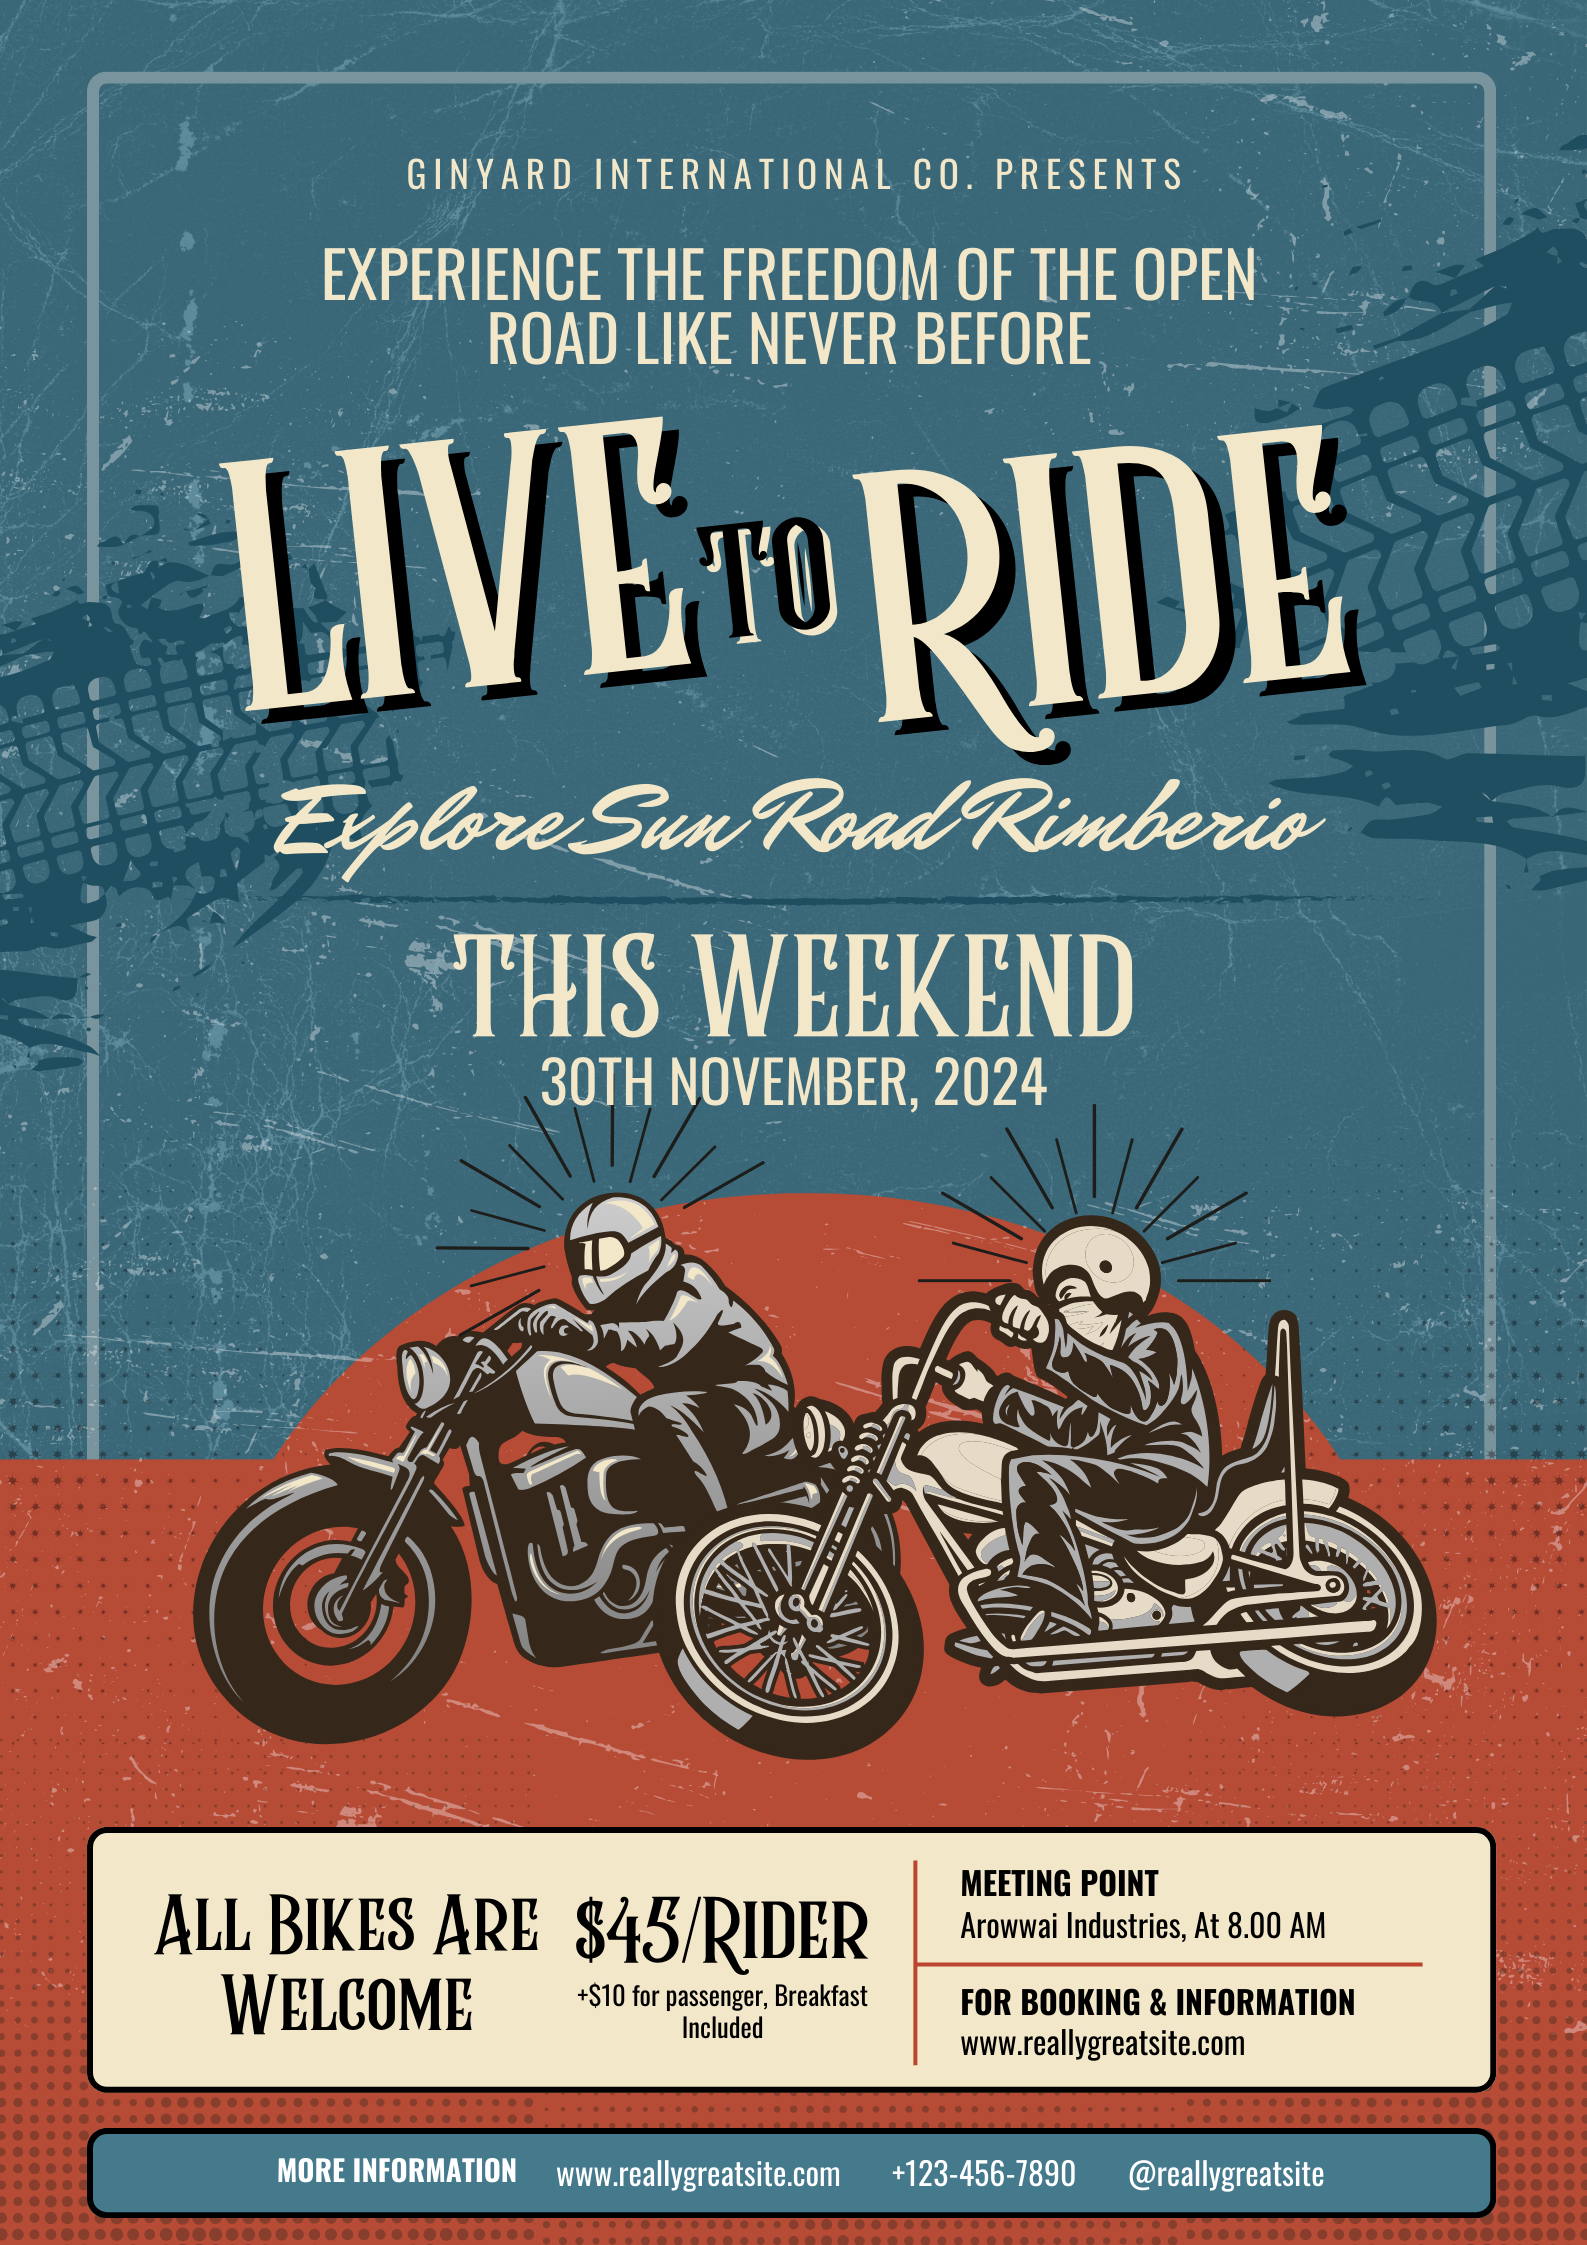 GINYARD INTERNATIONAL CO. PRESENTS
EXPERIENCE THE FREEDOM OF THE OPEN
ROAD LIKE NEVER BEFORE
LIVE TO RIDE
Explore Sun Road Rimberio
THIS WEEKEND
30TH NOVEMBER, 2024
ALL BIKES ARE
WELCOME
$45/RIDER
+$10 for passenger, Breakfast
Included
MEETING POINT
Arowwai Industries, At 8.00 AM
FOR BOOKING & INFORMATION
www.reallygreatsite.com
MORE INFORMATION www.reallygreatsite.com +123-456-7890 @reallygreatsite